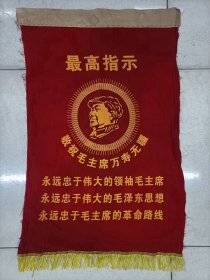 最高指示
敬祝毛主席万寿无疆
永远忠于伟大的领袖毛主席
永远忠于伟大的毛泽东思想
永远忠于毛主席的革命路线